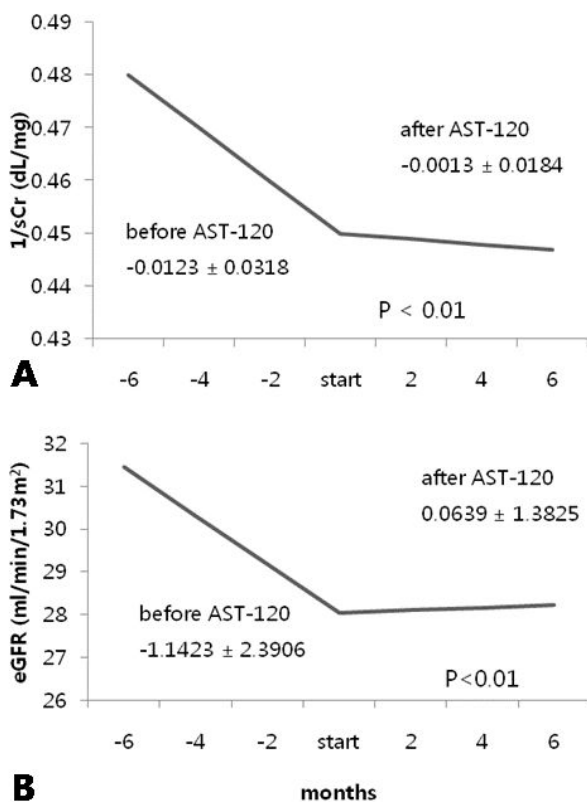 0.49
0.48
0.47
0.46
0.45
0.44
0.43
1/sCr (dL/mg)
after AST-120
-0.0013 ± 0.0184
before AST-120
-0.0123 ± 0.0318
P < 0.01
A
-6 -4 -2 start 2 4 6
32
31
30
29
28
27
26
eGFR (ml/min/1.73m²)
after AST-120
0.0639 ± 1.3825
before AST-120
-1.1423 ± 2.3906
P<0.01
-6 -4 -2 start 2 4 6
B
months